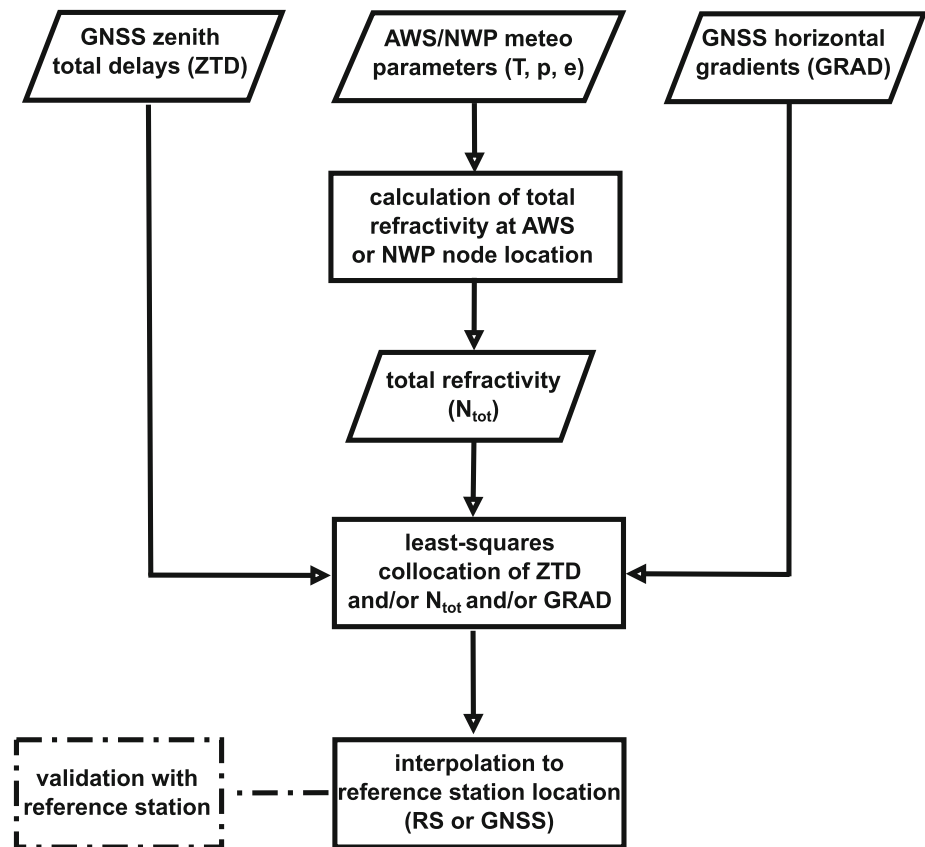 GNSS zenith
total delays (ZTD)
AWS/NWP meteo
parameters (T, p, e)
GNSS horizontal
gradients (GRAD)
calculation of total
refractivity at AWS
or NWP node location
total refractivity
(Ntot)
least-squares
collocation of ZTD
and/or Ntot and/or GRAD
validation with
reference station
interpolation to
reference station location
(RS or GNSS)